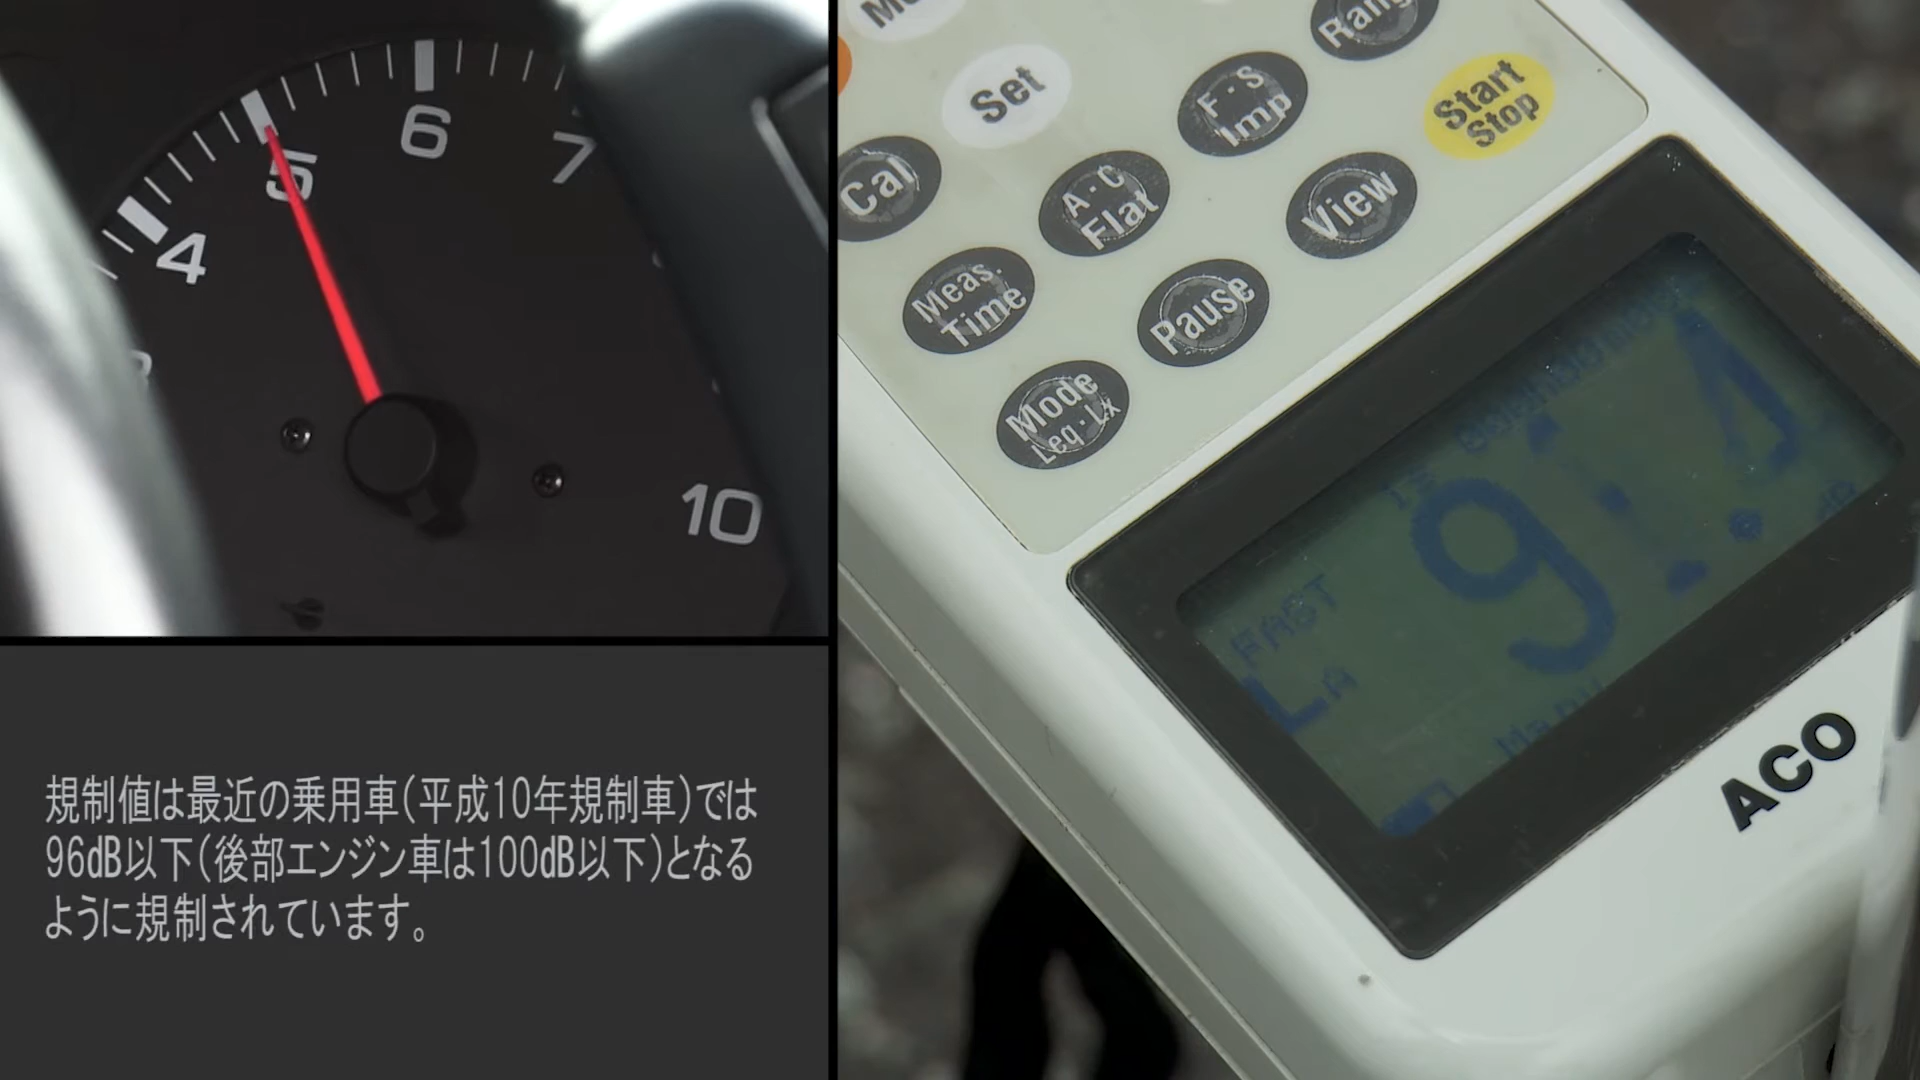 4
5
6
7
10
規制値は最近の乗用車(平成10年規制車)では
96dB以下(後部エンジン車は100dB以下)となる
ように規制されています。
Set
F・S
Imp
Start
Stop
Cal
A・C
Flat
View
Meas.
Time
Pause
Mode
Leq・Lx
FAST
LA
9
dB
ACO